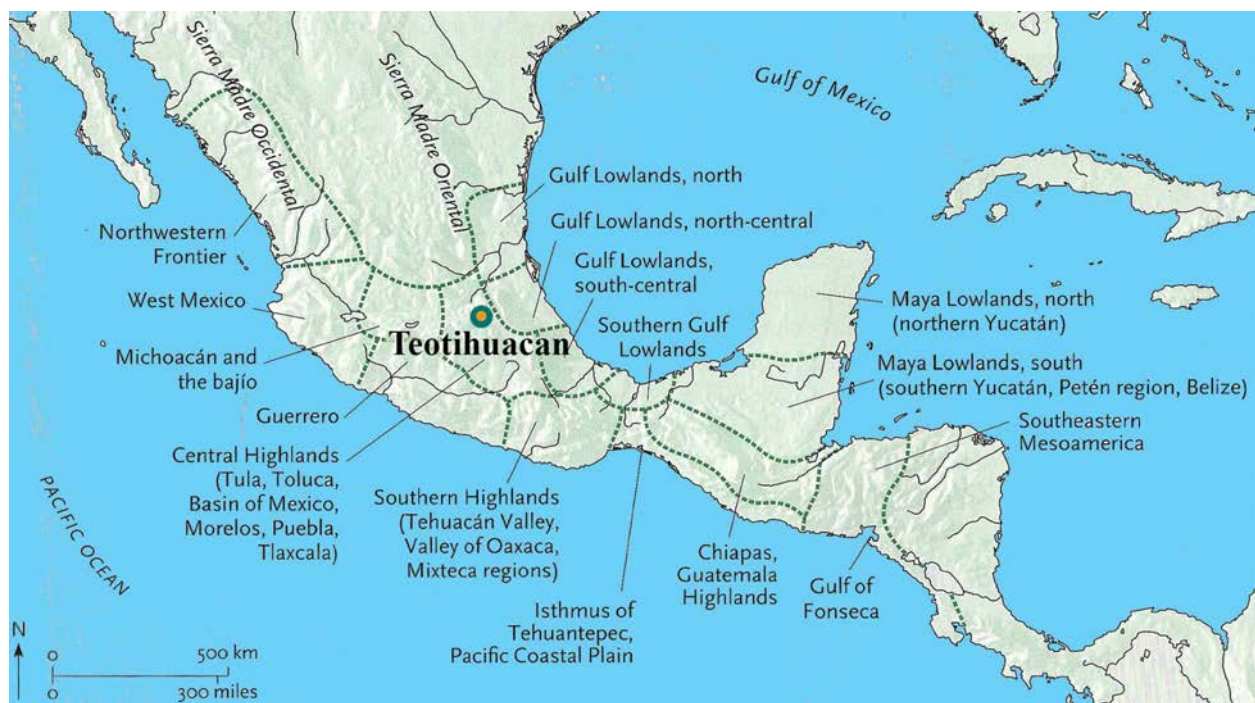 Sierra Madre Occidental
Sierra Madre Oriental
Gulf of Mexico
Gulf Lowlands, north
Gulf Lowlands, north-central
Northwestern
Frontier
Gulf Lowlands,
south-central
West Mexico
Maya Lowlands, north
(northern Yucatán)
Southern Gulf
Lowlands
Teotihuacan
Michoacán and
the bajío
Maya Lowlands, south
(southern Yucatán, Petén region, Belize)
Guerrero
Southeastern
Mesoamerica
Central Highlands
(Tula, Toluca,
Basin of Mexico,
Morelos, Puebla,
Tlaxcala)
Southern Highlands
(Tehuacán Valley,
Valley of Oaxaca,
Mixteca regions)
PACIFIC OCEAN
Chiapas,
Guatemala
Highlands
Gulf of
Fonseca
Isthmus of
Tehuantepec,
Pacific Coastal Plain
N
0 500 km
0 300 miles